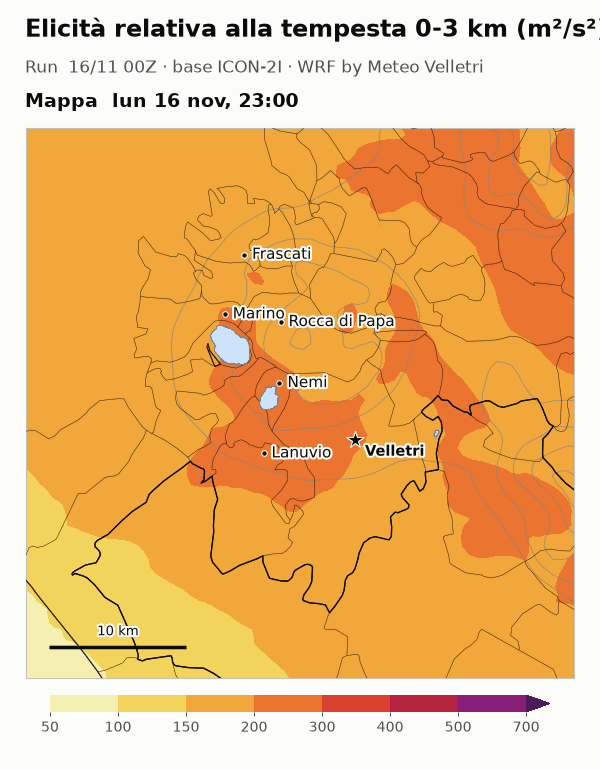 Elicità relativa alla tempesta 0-3 km (m²/s²)
Run  16/11 00Z · base ICON-2I · WRF by Meteo Velletri
Mappa  lun 16 nov, 23:00
Frascati
Marino
Rocca di Papa
Nemi
Velletri
Lanuvio
10 km
50 100 150 200 300 400 500 700